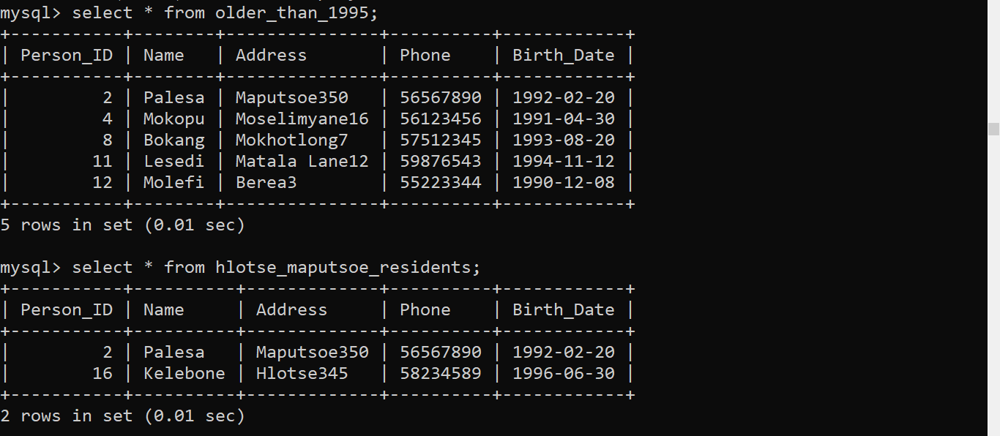 mysql> select * from older_than_1995;
+-----------+--------+---------------+----------+------------+
| Person_ID | Name   | Address       | Phone    | Birth_Date |
+-----------+--------+---------------+----------+------------+
|         2 | Palesa | Maputsoe350   | 56567890 | 1992-02-20 |
|         4 | Mokopu | Moselimyane16 | 56123456 | 1991-04-30 |
|         8 | Bokang | Mokhotlong7   | 57512345 | 1993-08-20 |
|        11 | Lesedi | Matala Lane12 | 59876543 | 1994-11-12 |
|        12 | Molefi | Berea3        | 55223344 | 1990-12-08 |
+-----------+--------+---------------+----------+------------+
5 rows in set (0.01 sec)

mysql> select * from hlotse_maputsoe_residents;
+-----------+----------+-------------+----------+------------+
| Person_ID | Name     | Address     | Phone    | Birth_Date |
+-----------+----------+-------------+----------+------------+
|         2 | Palesa   | Maputsoe350 | 56567890 | 1992-02-20 |
|        16 | Kelebone | Hlotse345   | 58234589 | 1996-06-30 |
+-----------+----------+-------------+----------+------------+
2 rows in set (0.01 sec)